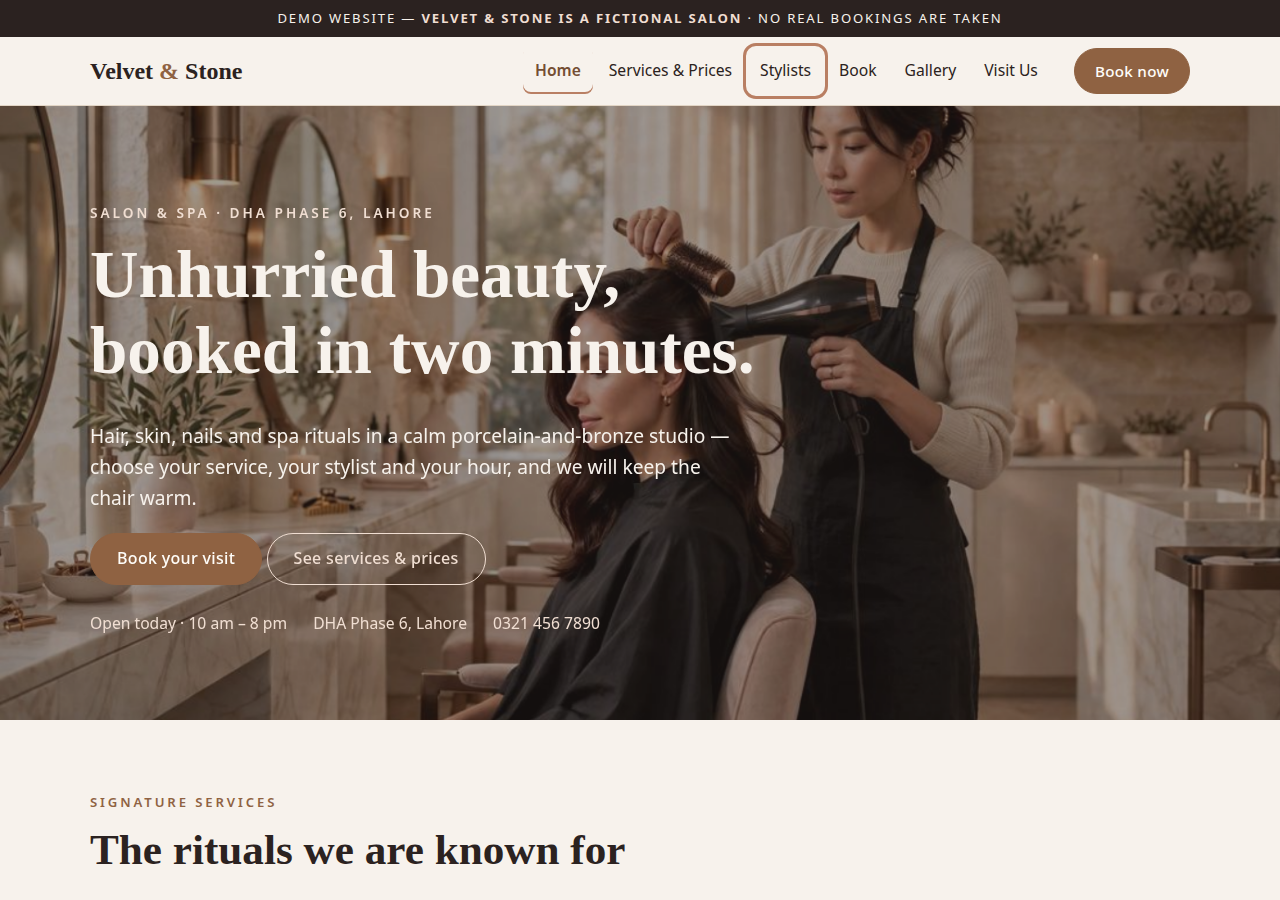 DEMO WEBSITE — VELVET & STONE IS A FICTIONAL SALON · NO REAL BOOKINGS ARE TAKEN
Velvet & Stone
Home
Services & Prices
Stylists
Book
Gallery
Visit Us
Book now
SALON & SPA · DHA PHASE 6, LAHORE
Unhurried beauty,
booked in two minutes.
Hair, skin, nails and spa rituals in a calm porcelain-and-bronze studio —
choose your service, your stylist and your hour, and we will keep the
chair warm.
Book your visit
See services & prices
Open today · 10 am – 8 pm
DHA Phase 6, Lahore
0321 456 7890
SIGNATURE SERVICES
The rituals we are known for